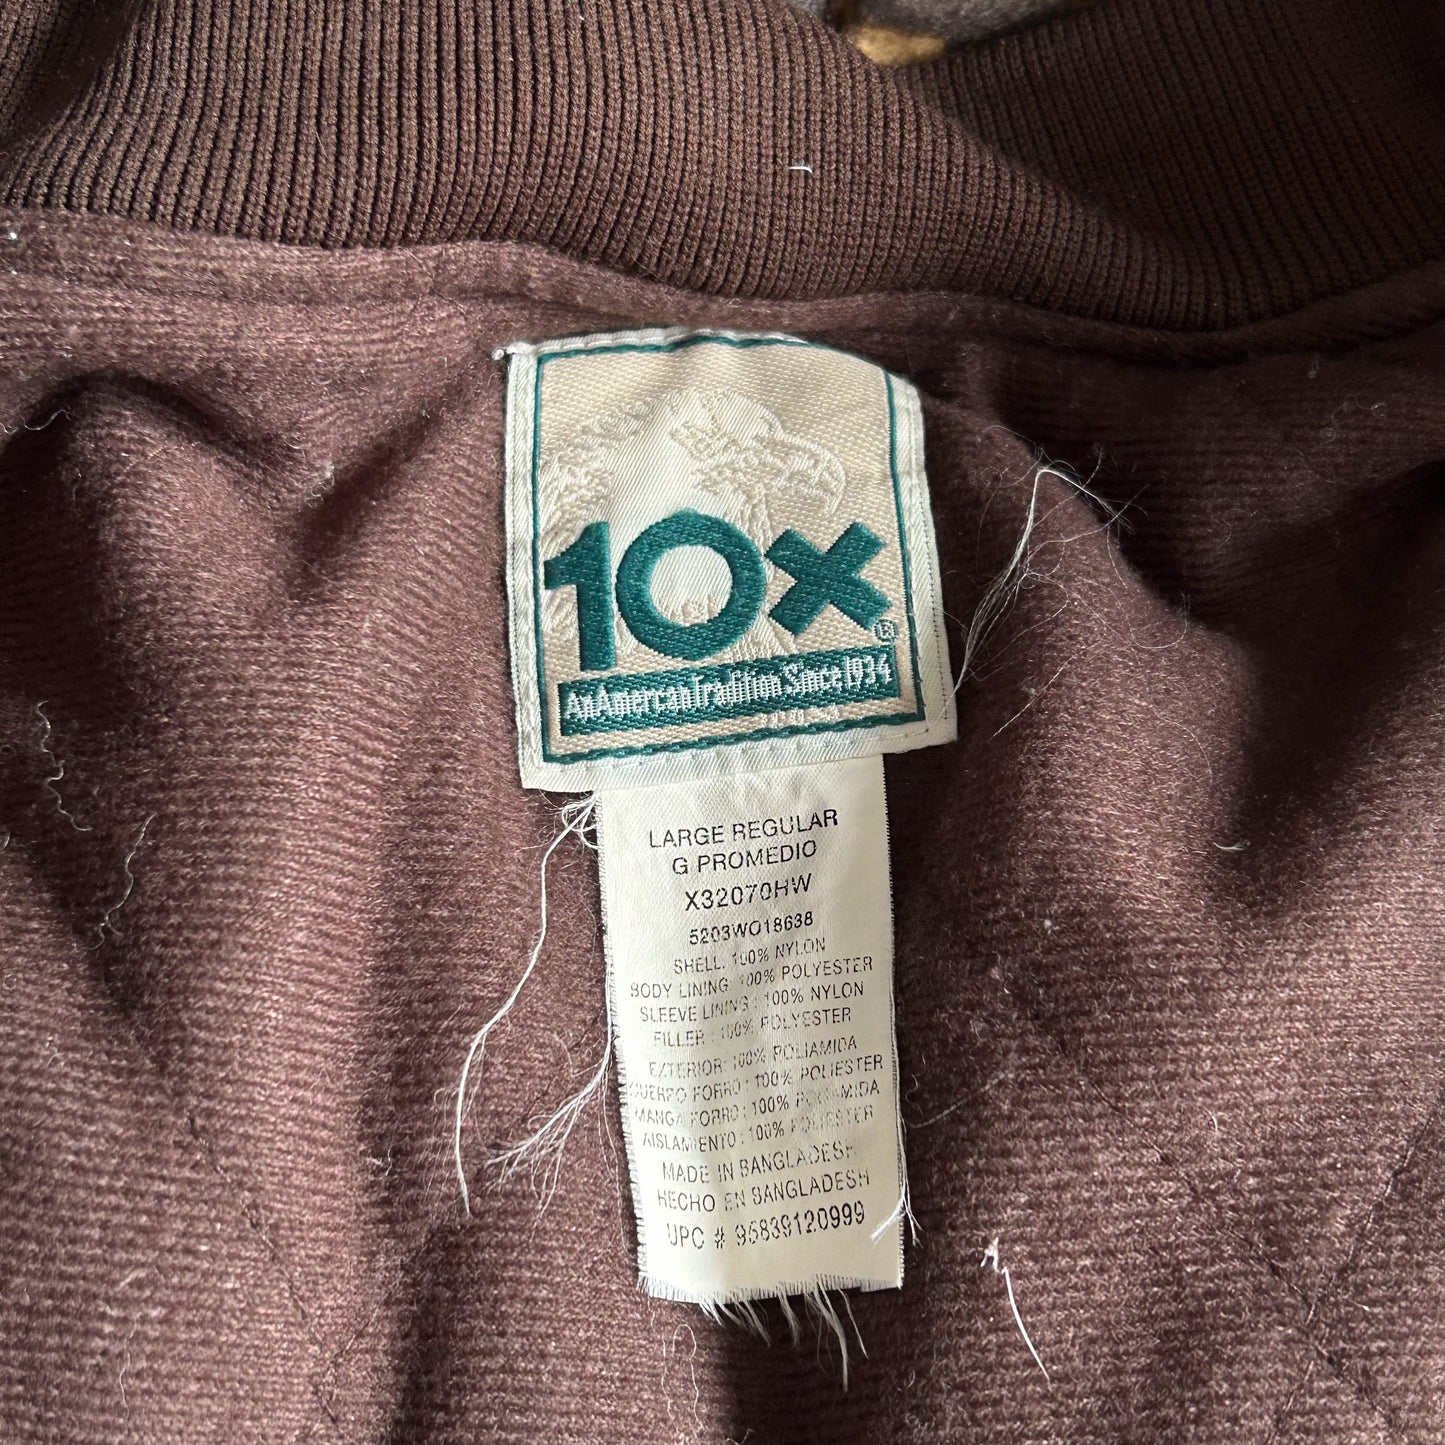 10X
®
An American Tradition Since 1934
LARGE REGULAR
G PROMEDIO
X32070HW
5203WO18638
SHELL: 100% NYLON
BODY LINING: 100% POLYESTER
SLEEVE LINING: 100% NYLON
FILLER: 100% POLYESTER
EXTERIOR: 100% POLIAMIDA
CUERPO FORRO: 100% POLIESTER
MANGA FORRO: 100% POLIAMIDA
AISLAMIENTO: 100% POLIESTER
MADE IN BANGLADESH
HECHO EN BANGLADESH
UPC # 96839120999